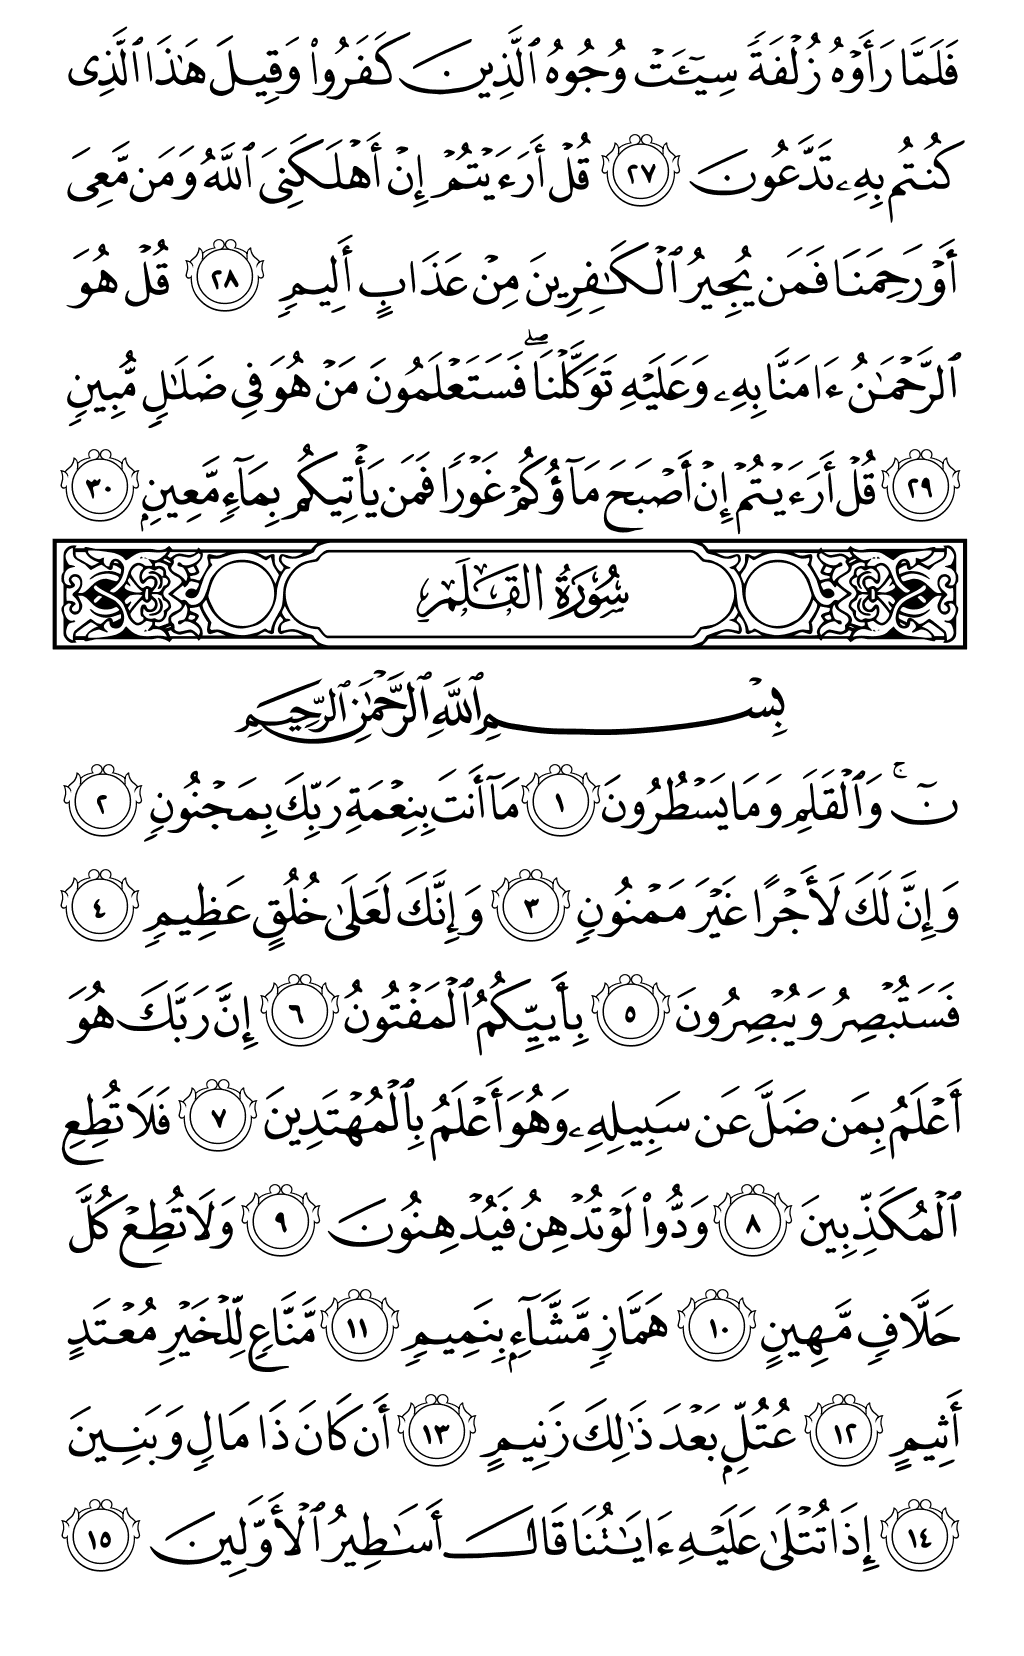 فَلَمَّا رَأَوْهُ زُلْفَةً سِيٓـَٔتْ وُجُوهُ ٱلَّذِينَ كَفَرُوا۟ وَقِيلَ هَٰذَا ٱلَّذِى
كُنتُم بِهِۦ تَدَّعُونَ ٢٧ قُلْ أَرَءَيْتُمْ إِنْ أَهْلَكَنِىَ ٱللَّهُ وَمَن مَّعِىَ
أَوْ رَحِمَنَا فَمَن يُجِيرُ ٱلْكَٰفِرِينَ مِنْ عَذَابٍ أَلِيمٍ ٢٨ قُلْ هُوَ
ٱلرَّحْمَٰنُ ءَامَنَّا بِهِۦ وَعَلَيْهِ تَوَكَّلْنَا ۖ فَسَتَعْلَمُونَ مَنْ هُوَ فِى ضَلَٰلٍ مُّبِينٍ
٢٩ قُلْ أَرَءَيْتُمْ إِنْ أَصْبَحَ مَآؤُكُمْ غَوْرًا فَمَن يَأْتِيكُم بِمَآءٍ مَّعِينٍۭ ٣٠
سُورَةُ القَلَمِ
بِسْمِ ٱللَّهِ ٱلرَّحْمَٰنِ ٱلرَّحِيمِ
نٓ ۚ وَٱلْقَلَمِ وَمَا يَسْطُرُونَ ١ مَآ أَنتَ بِنِعْمَةِ رَبِّكَ بِمَجْنُونٍ ٢
وَإِنَّ لَكَ لَأَجْرًا غَيْرَ مَمْنُونٍ ٣ وَإِنَّكَ لَعَلَىٰ خُلُقٍ عَظِيمٍ ٤
فَسَتُبْصِرُ وَيُبْصِرُونَ ٥ بِأَييِّكُمُ ٱلْمَفْتُونُ ٦ إِنَّ رَبَّكَ هُوَ
أَعْلَمُ بِمَن ضَلَّ عَن سَبِيلِهِۦ وَهُوَ أَعْلَمُ بِٱلْمُهْتَدِينَ ٧ فَلَا تُطِعِ
ٱلْمُكَذِّبِينَ ٨ وَدُّوا۟ لَوْ تُدْهِنُ فَيُدْهِنُونَ ٩ وَلَا تُطِعْ كُلَّ
حَلَّافٍ مَّهِينٍ ١٠ هَمَّازٍ مَّشَّآءٍۭ بِنَمِيمٍ ١١ مَّنَّاعٍ لِّلْخَيْرِ مُعْتَدٍ
أَثِيمٍ ١٢ عُتُلٍّۭ بَعْدَ ذَٰلِكَ زَنِيمٍ ١٣ أَن كَانَ ذَا مَالٍ وَبَنِينَ
١٤ إِذَا تُتْلَىٰ عَلَيْهِ ءَايَٰتُنَا قَالَ أَسَٰطِيرُ ٱلْأَوَّلِينَ ١٥